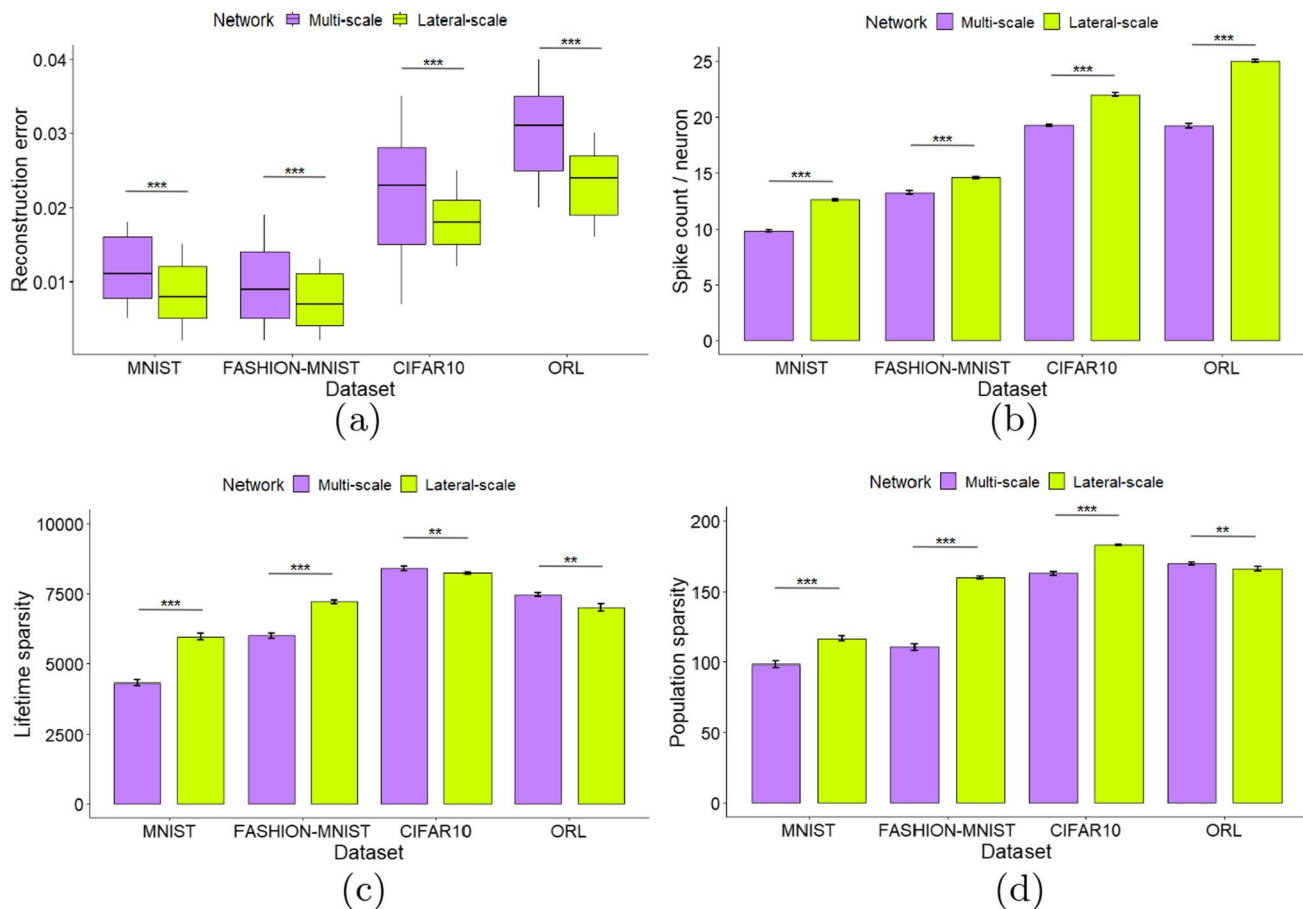 Network Multi-scale Lateral-scale
Reconstruction error
0.04
0.03
0.02
0.01
***
***
***
***
MNIST FASHION-MNIST CIFAR10 ORL
Dataset
(a)
Network Multi-scale Lateral-scale
Spike count / neuron
25
20
15
10
5
0
***
***
***
***
MNIST FASHION-MNIST CIFAR10 ORL
Dataset
(b)
Network Multi-scale Lateral-scale
Lifetime sparsity
10000
7500
5000
2500
0
***
***
**
**
MNIST FASHION-MNIST CIFAR10 ORL
Dataset
(c)
Network Multi-scale Lateral-scale
Population sparsity
200
150
100
50
0
***
***
***
**
MNIST FASHION-MNIST CIFAR10 ORL
Dataset
(d)